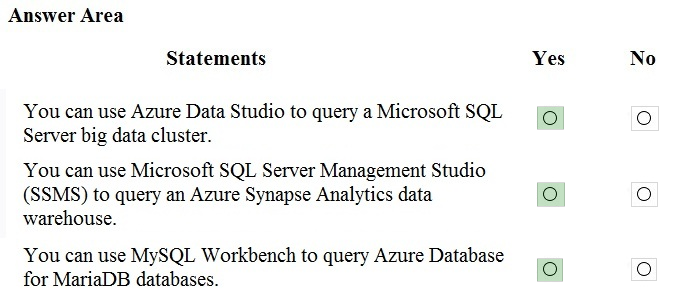 Answer Area
Statements Yes No
You can use Azure Data Studio to query a Microsoft SQL
Server big data cluster.
You can use Microsoft SQL Server Management Studio
(SSMS) to query an Azure Synapse Analytics data
warehouse.
You can use MySQL Workbench to query Azure Database
for MariaDB databases.